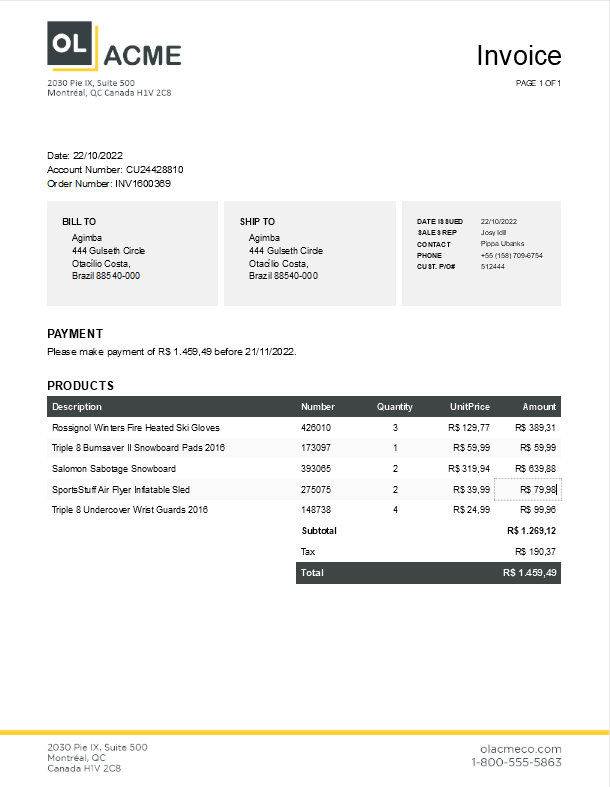 OL ACME
2030 Pie IX, Suite 500
Montréal, QC Canada H1V 2C8
Invoice
PAGE 1 OF 1
Date: 22/10/2022
Account Number: CU24428810
Order Number: INV1600369
BILL TO
Agimba
444 Gulseth Circle
Otacílio Costa,
Brazil 88540-000
SHIP TO
Agimba
444 Gulseth Circle
Otacílio Costa,
Brazil 88540-000
DATE ISSUED 22/10/2022
SALES REP Josy Idill
CONTACT Pippa Ubanks
PHONE +55 (158) 709-6754
CUST. P/O# 512444
PAYMENT
Please make payment of R$ 1.459,49 before 21/11/2022.
PRODUCTS
Description Number Quantity UnitPrice Amount
Rossignol Winters Fire Heated Ski Gloves 426010 3 R$ 129,77 R$ 389,31
Triple 8 Bumsaver II Snowboard Pads 2016 173097 1 R$ 59,99 R$ 59,99
Salomon Sabotage Snowboard 393065 2 R$ 319,94 R$ 639,88
SportsStuff Air Flyer Inflatable Sled 275075 2 R$ 39,99 R$ 79,98
Triple 8 Undercover Wrist Guards 2016 148738 4 R$ 24,99 R$ 99,96
Subtotal R$ 1.269,12
Tax R$ 190,37
Total R$ 1.459,49
2030 Pie IX, Suite 500
Montréal, QC
Canada H1V 2C8
olacmeco.com
1-800-555-5863